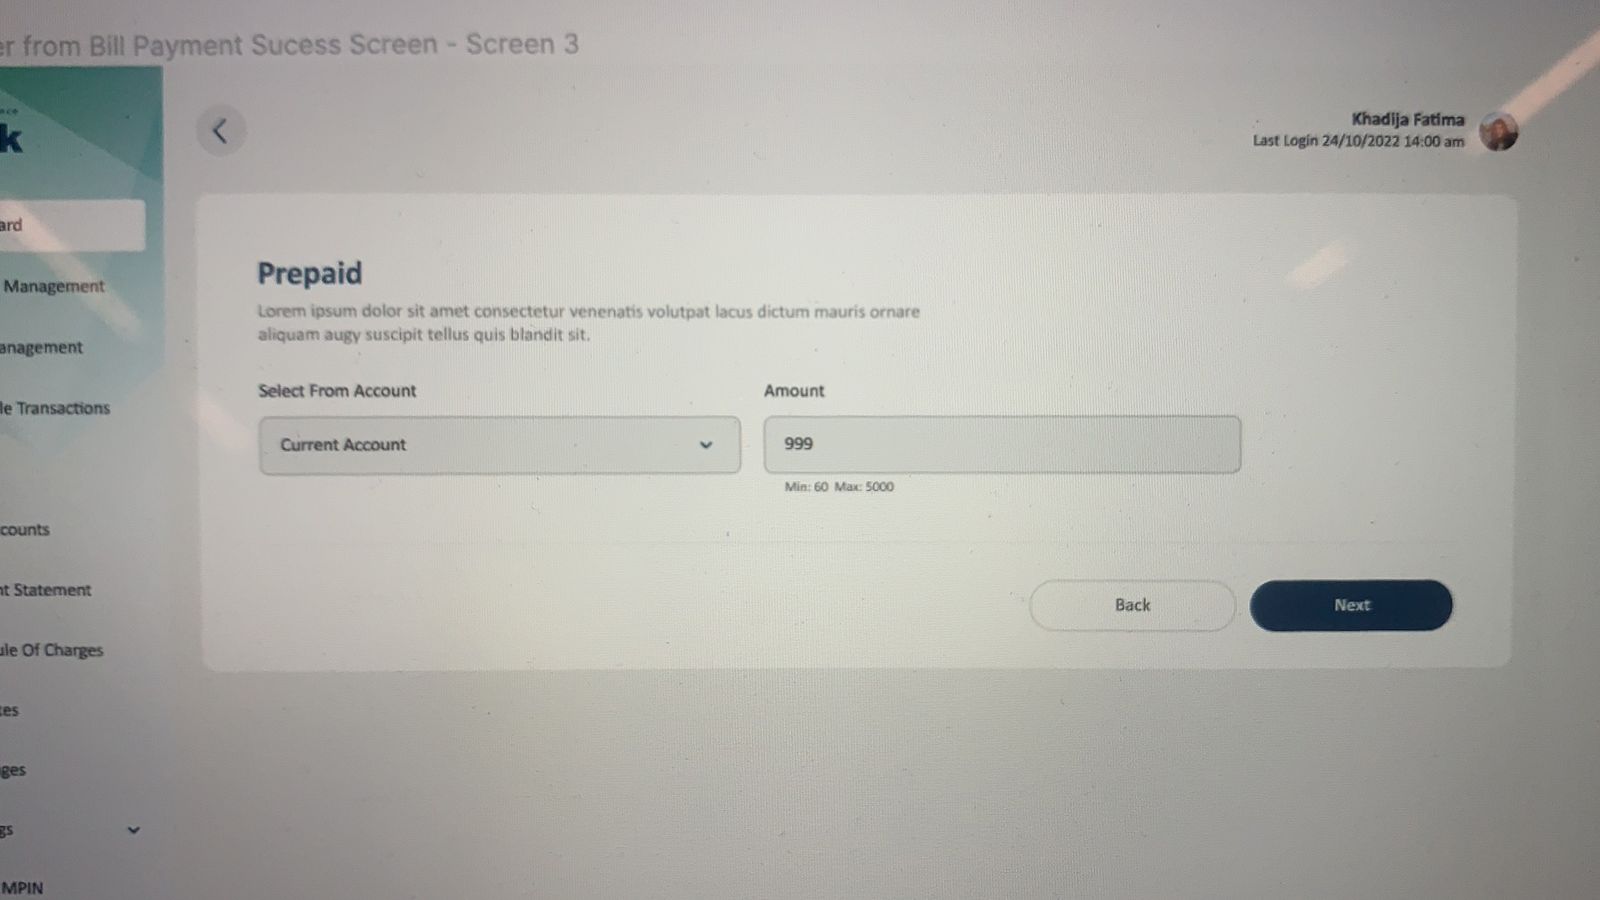 from Bill Payment Sucess Screen - Screen 3
Khadija Fatima
Last Login 24/10/2022 14:00 am
Prepaid
Lorem ipsum dolor sit amet consectetur venenatis volutpat lacus dictum mauris ornare
aliquam augy suscipit tellus quis blandit sit.
Select From Account
Amount
Current Account
999
Min: 60 Max: 5000
Back
Next
k
ard
Management
anagement
le Transactions
counts
nt Statement
ule Of Charges
tes
ges
gs
MPIN